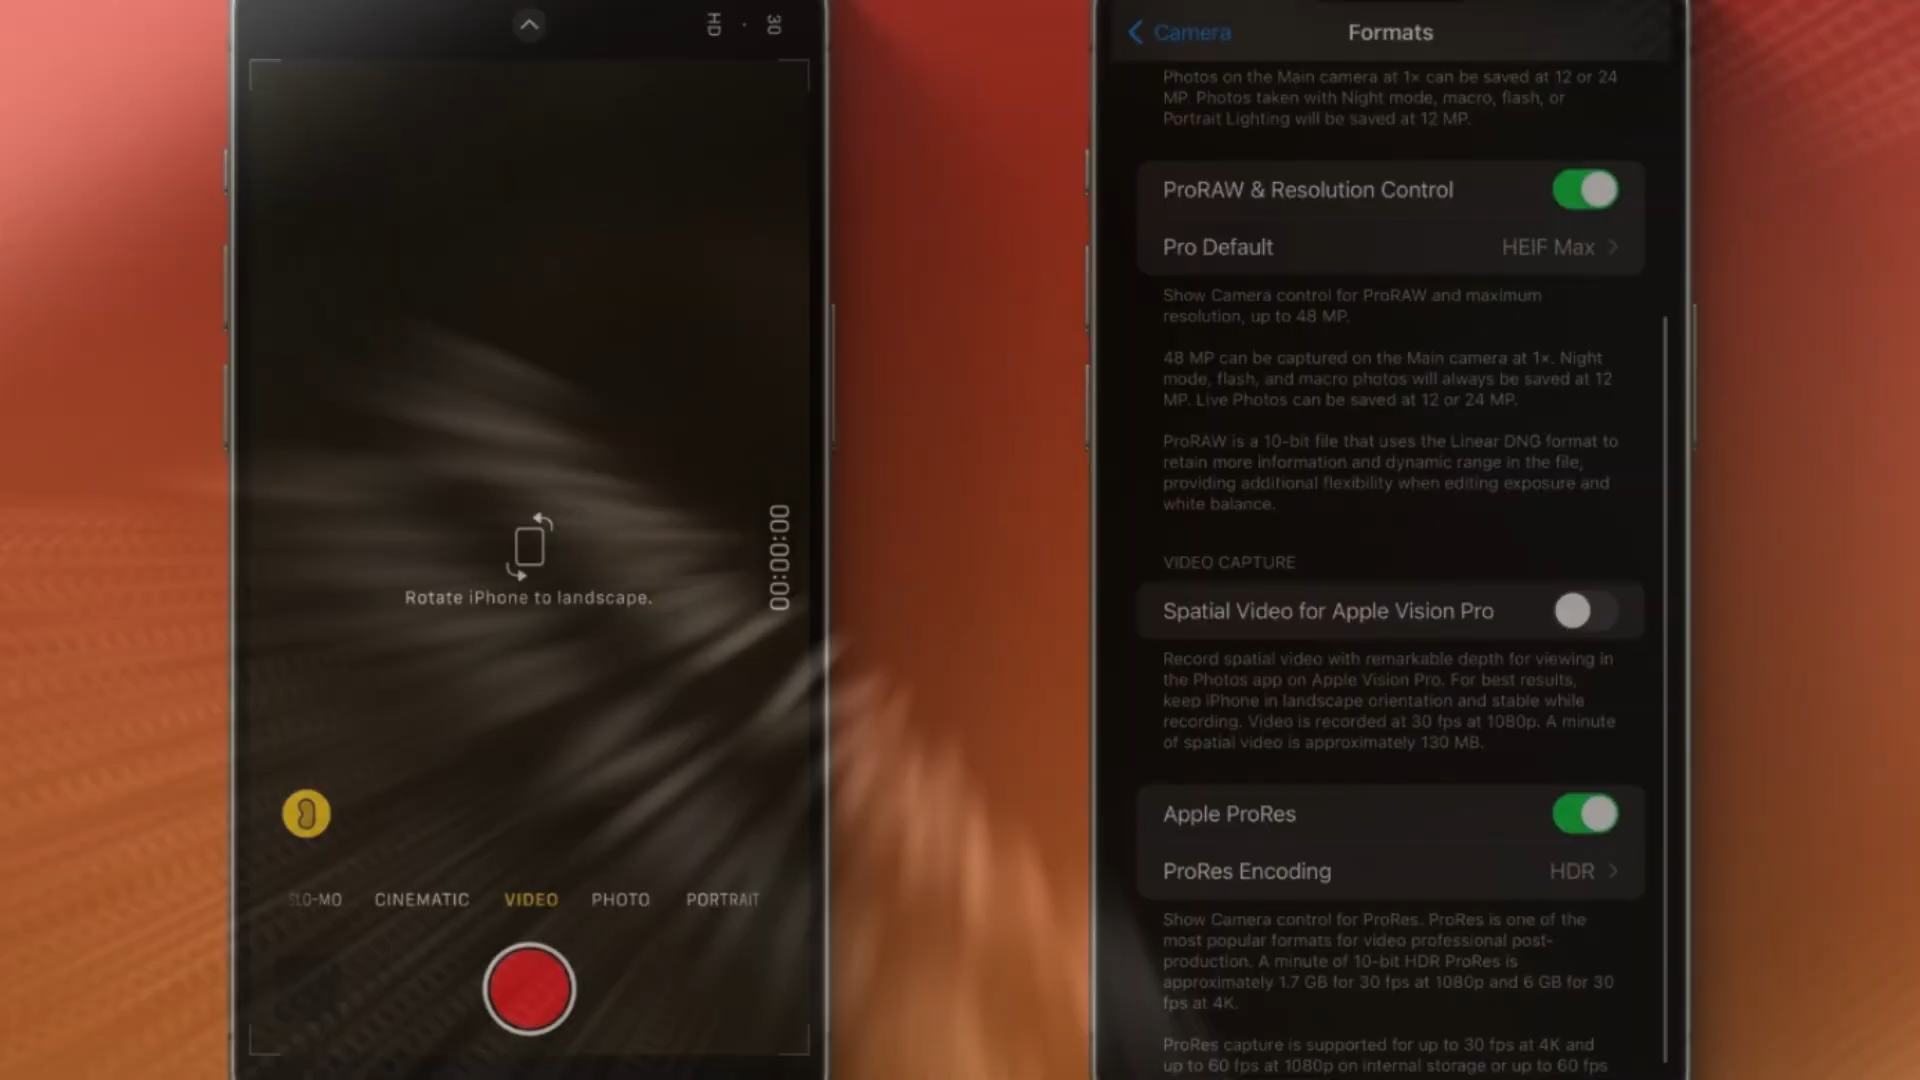 HD · 30
Rotate iPhone to landscape.
00:00:00
SLO-MO CINEMATIC VIDEO PHOTO PORTRAIT
Camera
Formats
Photos on the Main camera at 1x can be saved at 12 or 24
MP. Photos taken with Night mode, macro, flash, or
Portrait Lighting will be saved at 12 MP.
ProRAW & Resolution Control
Pro Default HEIF Max
Show Camera control for ProRAW and maximum
resolution, up to 48 MP.
48 MP can be captured on the Main camera at 1x. Night
mode, flash, and macro photos will always be saved at 12
MP. Live Photos can be saved at 12 or 24 MP.
ProRAW is a 10-bit file that uses the Linear DNG format to
retain more information and dynamic range in the file,
providing additional flexibility when editing exposure and
white balance.
VIDEO CAPTURE
Spatial Video for Apple Vision Pro
Record spatial video with remarkable depth for viewing in
the Photos app on Apple Vision Pro. For best results,
keep iPhone in landscape orientation and stable while
recording. Video is recorded at 30 fps at 1080p. A minute
of spatial video is approximately 130 MB.
Apple ProRes
ProRes Encoding HDR
Show Camera control for ProRes. ProRes is one of the
most popular formats for video professional post-
production. A minute of 10-bit HDR ProRes is
approximately 1.7 GB for 30 fps at 1080p and 6 GB for 30
fps at 4K.
ProRes capture is supported for up to 30 fps at 4K and
up to 60 fps at 1080p on internal storage or up to 60 fps